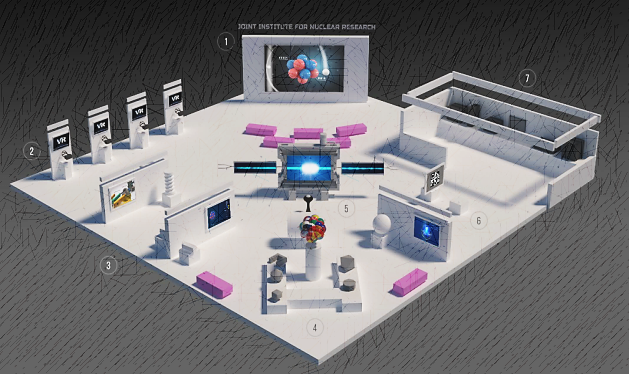 JOINT INSTITUTE FOR NUCLEAR RESEARCH
1
7
VR
VR
VR
VR
2
5
6
3
4